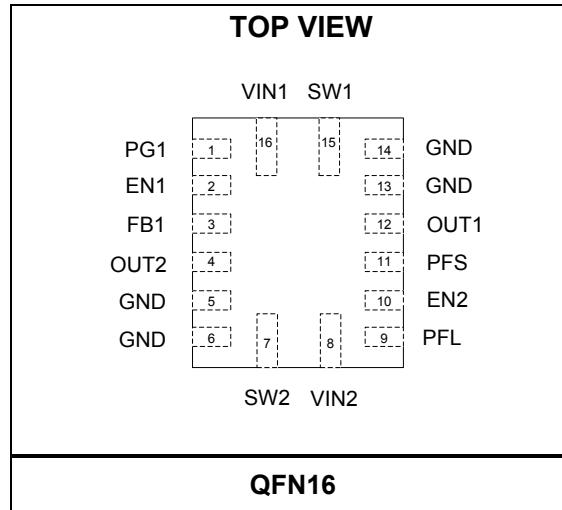 TOP VIEW
VIN1 SW1
PG1 1 16 15 14 GND
EN1 2 13 GND
FB1 3 12 OUT1
OUT2 4 11 PFS
GND 5 10 EN2
GND 6 7 8 9 PFL
SW2 VIN2
QFN16